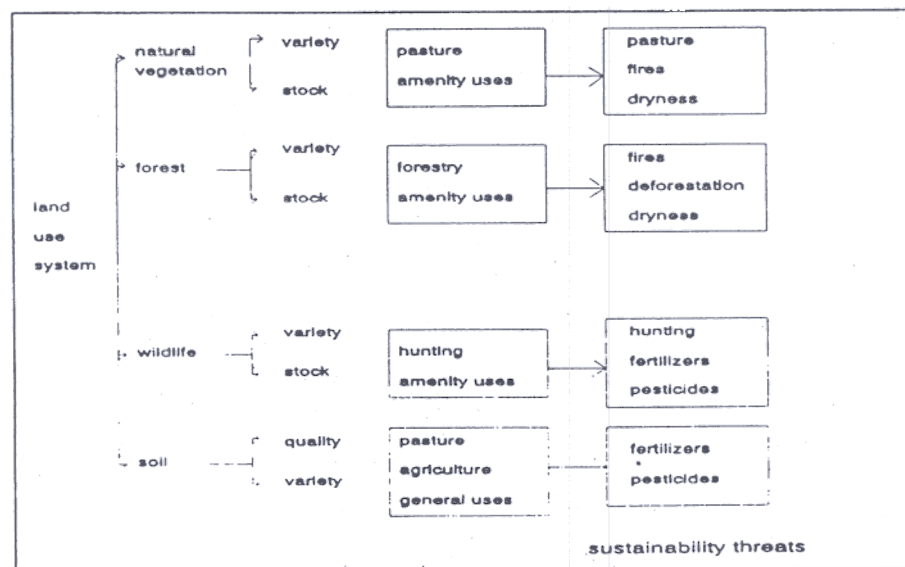 land
use
system
natural
vegetation
variety
stock
pasture
amenity uses
pasture
fires
dryness
forest
variety
stock
forestry
amenity uses
fires
deforestation
dryness
wildlife
variety
stock
hunting
amenity uses
hunting
fertilizers
pesticides
soil
quality
variety
pasture
agriculture
general uses
fertilizers
pesticides
sustainability threats